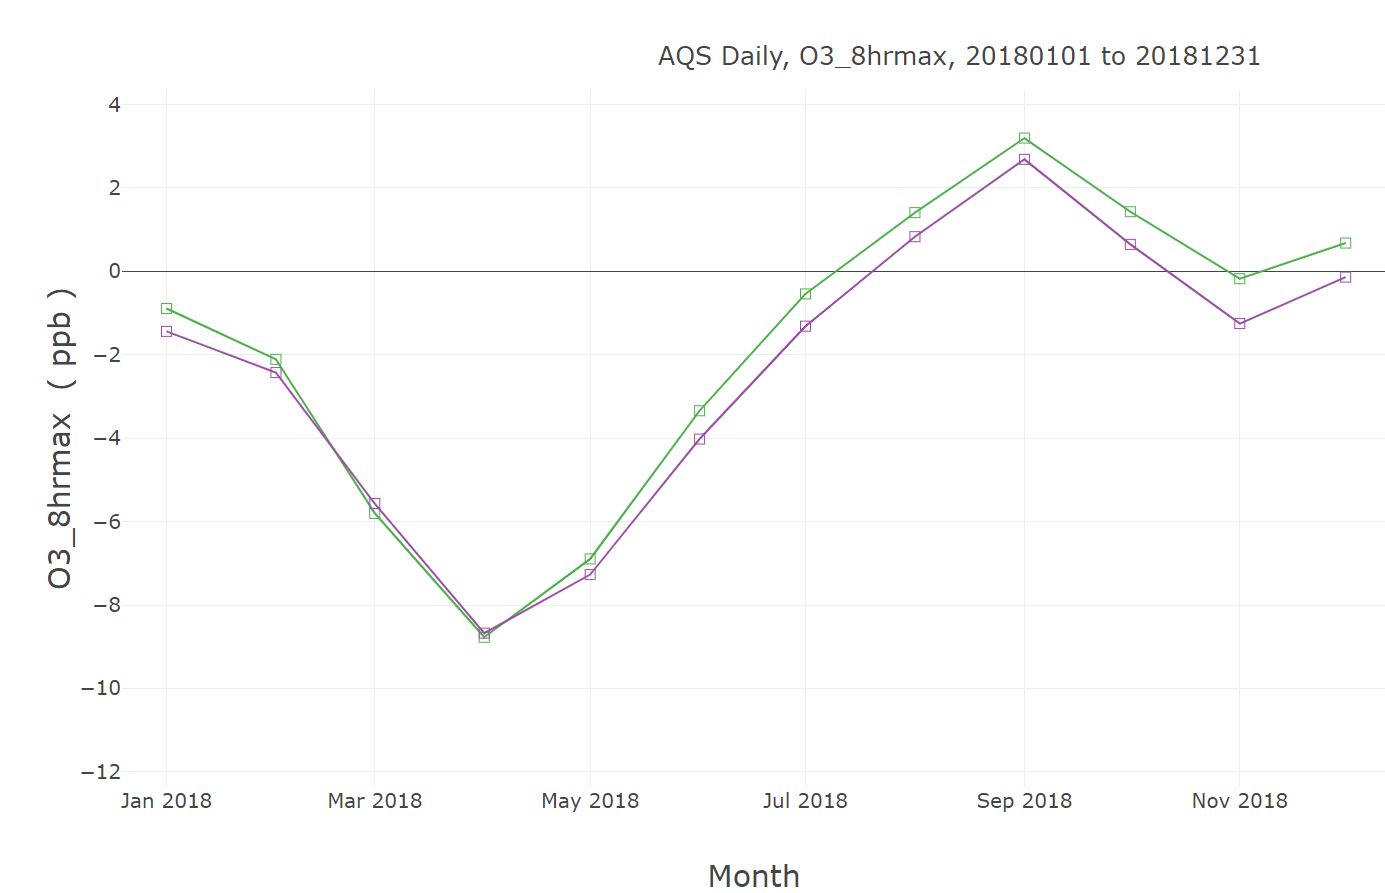 AQS Daily, O3_8hrmax, 20180101 to 20181231
4
2
0
−2
−4
−6
−8
−10
−12
O3_8hrmax ( ppb )
Jan 2018 Mar 2018 May 2018 Jul 2018 Sep 2018 Nov 2018
Month